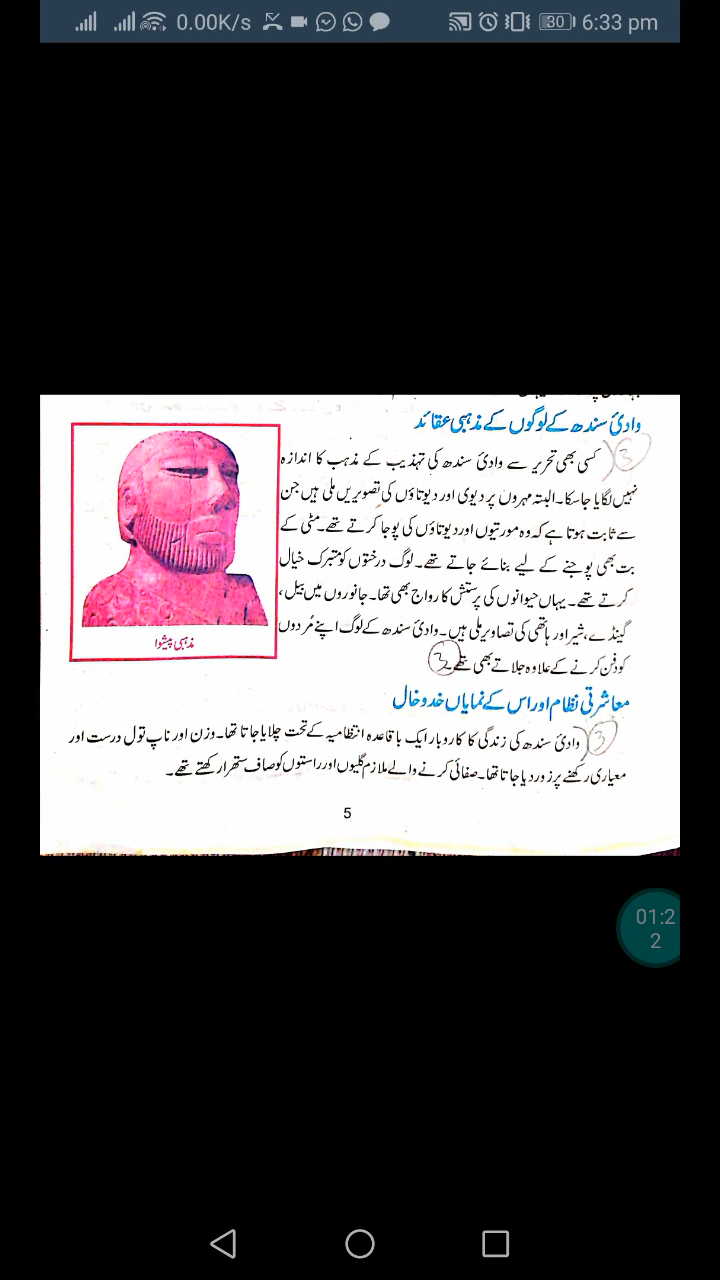 0.00K/s 30 6:33 pm
وادیٔ سندھ کے لوگوں کے مذہبی عقائد
3 کسی بھی تحریر سے وادیٔ سندھ کی تہذیب کے مذہب کا اندازہ
نہیں لگایا جاسکا۔ البتہ مہروں پر دیوی اور دیوتاؤں کی تصویریں ملی ہیں جن
سے ثابت ہوتا ہے کہ وہ مورتیوں اور دیوتاؤں کی پوجا کرتے تھے۔ مٹی کے
بت بھی پوجنے کے لیے بنائے جاتے تھے۔ لوگ درختوں کو متبرک خیال
کرتے تھے۔ یہاں حیوانوں کی پرستش کا رواج بھی تھا۔ جانوروں میں بیل،
گینڈے، شیر اور ہاتھی کی تصاویر ملی ہیں۔ وادیٔ سندھ کے لوگ اپنے مُردوں
کو دفن کرنے کے علاوہ جلاتے بھی تھے۔ 3
مذہبی پیشوا
معاشرتی نظام اور اس کے نمایاں خدوخال
3 وادیٔ سندھ کی زندگی کا کاروبار ایک باقاعدہ انتظامیہ کے تحت چلایا جاتا تھا۔ وزن اور ناپ تول درست اور
معیاری رکھنے پر زور دیا جاتا تھا۔ صفائی کرنے والے ملازم گلیوں اور راستوں کو صاف ستھرا رکھتے تھے۔
5
01:2
2